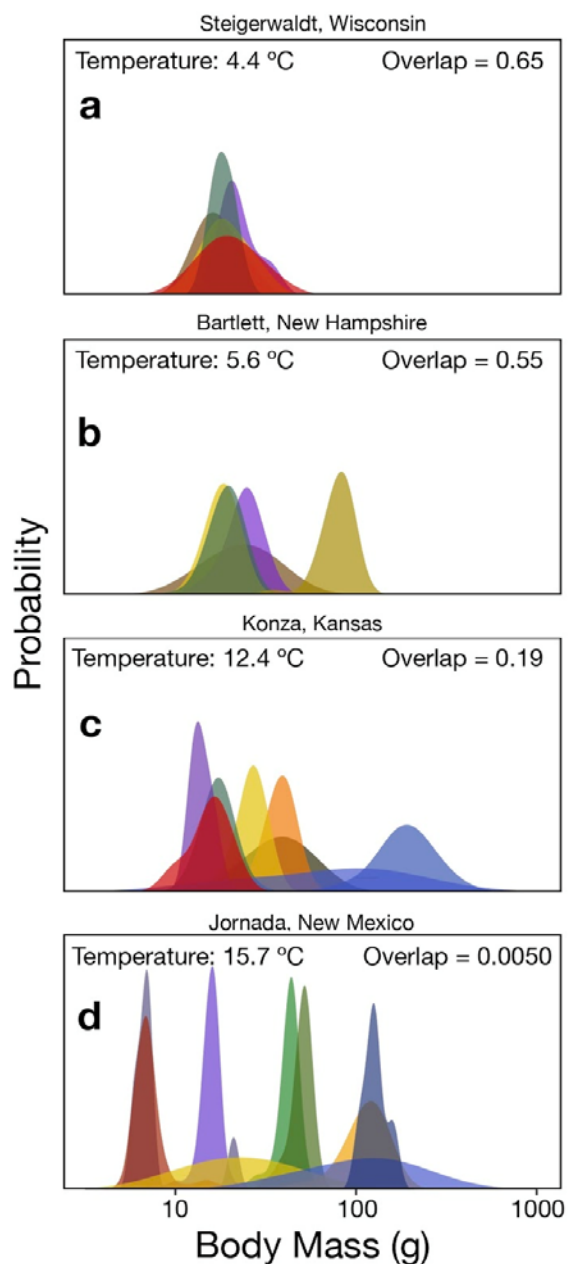 Steigerwaldt, Wisconsin
Temperature: 4.4 ºC Overlap = 0.65
a
Bartlett, New Hampshire
Temperature: 5.6 ºC Overlap = 0.55
b
Konza, Kansas
Temperature: 12.4 ºC Overlap = 0.19
c
Jornada, New Mexico
Temperature: 15.7 ºC Overlap = 0.0050
d
Probability
10 100 1000
Body Mass (g)